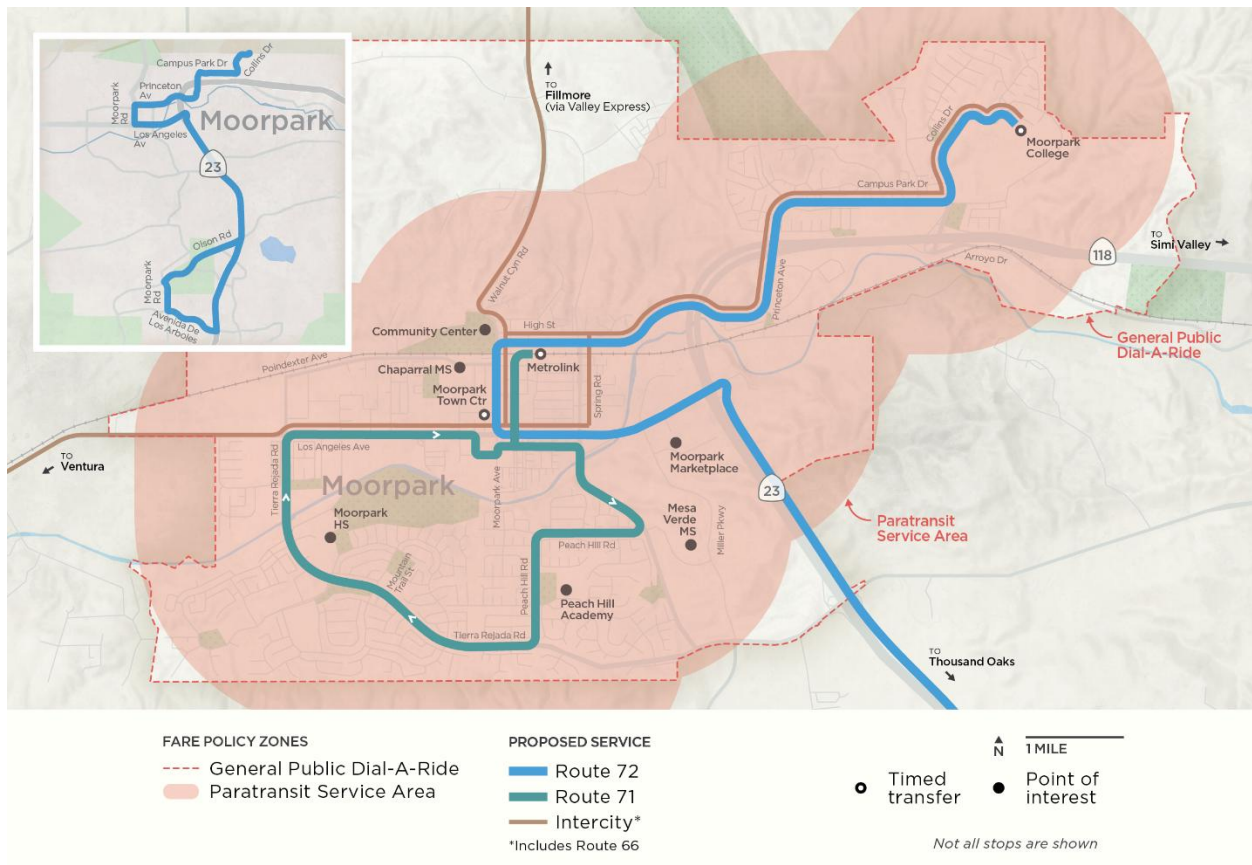 Campus Park Dr
Collins Dr
Princeton
Av
Moorpark
Rd
Moorpark
Los Angeles
Av
23
Olson Rd
Moorpark
Rd
Avenida De
Los Arboles
TO
Fillmore
(via Valley Express)
Collins Dr
Moorpark
College
Campus Park Dr
TO
Simi Valley
118
Arroyo Dr
Walnut Cyn Rd
Princeton Ave
General Public
Dial-A-Ride
Community Center
High St
Poindexter Ave
Chaparral MS
Metrolink
Moorpark
Town Ctr
Spring Rd
TO
Ventura
Los Angeles Ave
Tierra Rejada Rd
Moorpark
Moorpark Ave
Moorpark
Marketplace
23
Moorpark
HS
Mesa
Verde
MS
Miller Pkwy
Paratransit
Service Area
Peach Hill Rd
Mountain
Trail St
Peach Hill Rd
Peach Hill
Academy
Tierra Rejada Rd
TO
Thousand Oaks
FARE POLICY ZONES
General Public Dial-A-Ride
Paratransit Service Area
PROPOSED SERVICE
Route 72
Route 71
Intercity*
*Includes Route 66
N
1 MILE
Timed
transfer
Point of
interest
Not all stops are shown